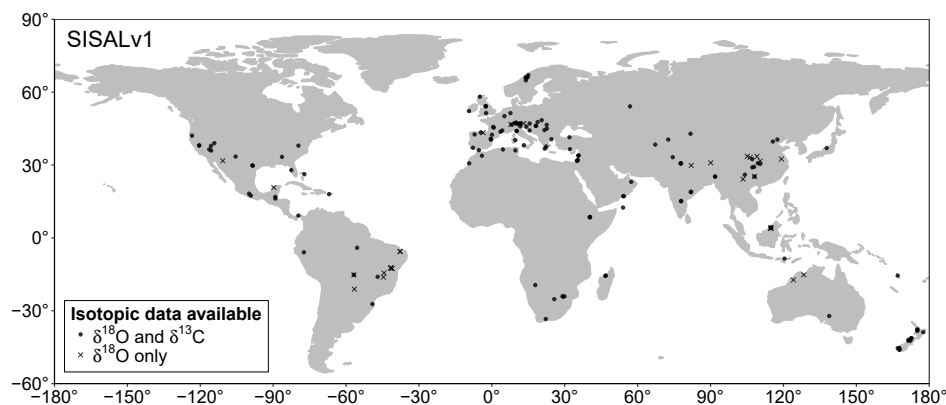 90°
SISALv1
60°
30°
0°
−30°
−60°
Isotopic data available
δ18O and δ13C
δ18O only
−180 −150 −120 −90 −60 −30 0 30 60 90 120 150 180